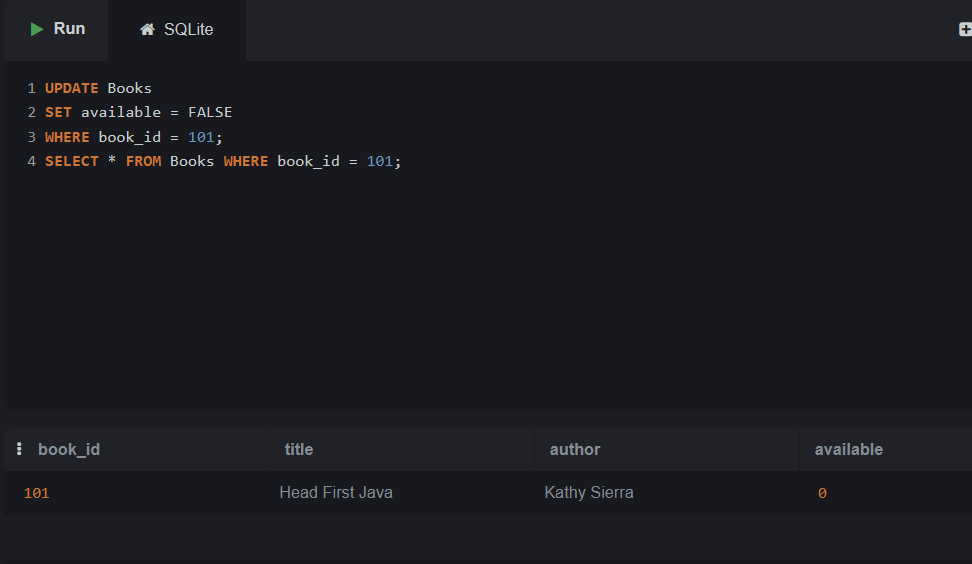 Run SQLite
1 UPDATE Books
2 SET available = FALSE
3 WHERE book_id = 101;
4 SELECT * FROM Books WHERE book_id = 101;
book_id title author available
101 Head First Java Kathy Sierra 0